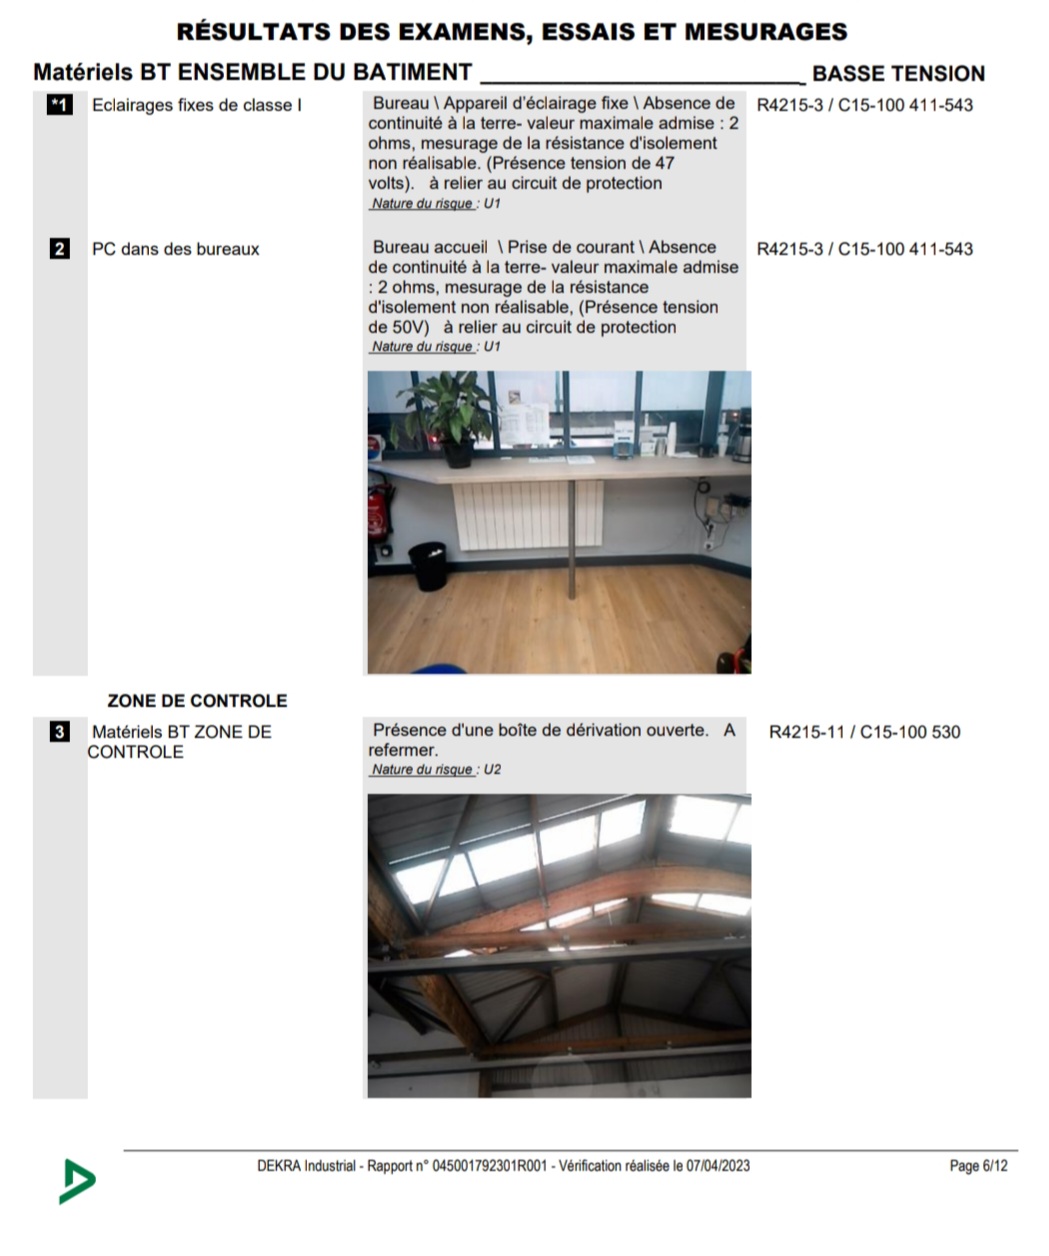 RÉSULTATS DES EXAMENS, ESSAIS ET MESURAGES
Matériels BT ENSEMBLE DU BATIMENT BASSE TENSION
*1 Eclairages fixes de classe I
Bureau \ Appareil d'éclairage fixe \ Absence de
continuité à la terre- valeur maximale admise : 2
ohms, mesurage de la résistance d'isolement
non réalisable. (Présence tension de 47
volts). à relier au circuit de protection
Nature du risque : U1
R4215-3 / C15-100 411-543
2 PC dans des bureaux
Bureau accueil \ Prise de courant \ Absence
de continuité à la terre- valeur maximale admise
: 2 ohms, mesurage de la résistance
d'isolement non réalisable, (Présence tension
de 50V) à relier au circuit de protection
Nature du risque : U1
R4215-3 / C15-100 411-543
ZONE DE CONTROLE
3 Matériels BT ZONE DE
CONTROLE
Présence d'une boîte de dérivation ouverte. A
refermer.
Nature du risque : U2
R4215-11 / C15-100 530
DEKRA Industrial - Rapport n° 045001792301R001 - Vérification réalisée le 07/04/2023
Page 6/12